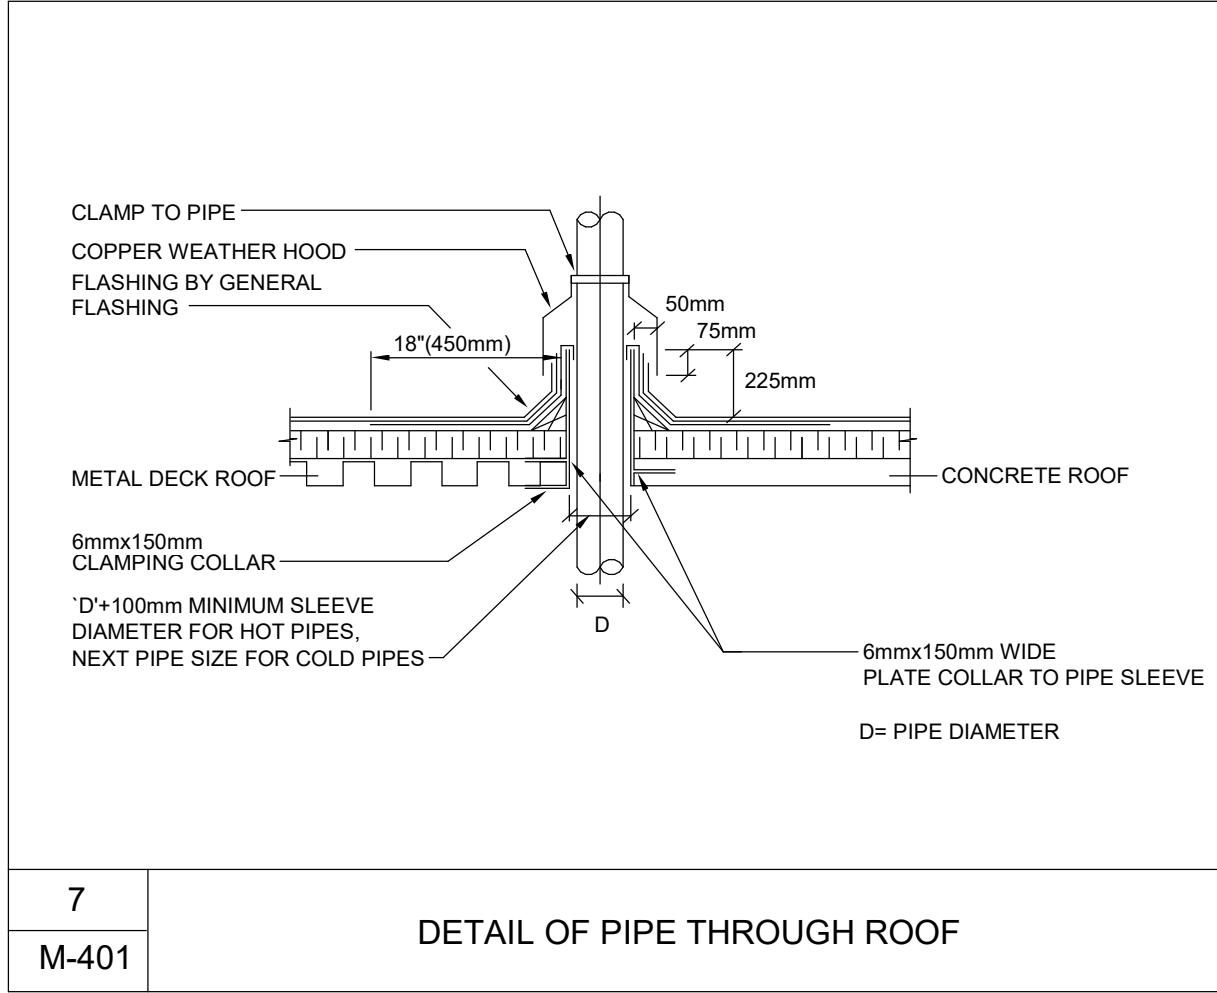 CLAMP TO PIPE
COPPER WEATHER HOOD
FLASHING BY GENERAL
FLASHING
18"(450mm)
50mm
75mm
225mm
METAL DECK ROOF
CONCRETE ROOF
6mmx150mm
CLAMPING COLLAR
`D'+100mm MINIMUM SLEEVE
DIAMETER FOR HOT PIPES,
NEXT PIPE SIZE FOR COLD PIPES
D
6mmx150mm WIDE
PLATE COLLAR TO PIPE SLEEVE
D= PIPE DIAMETER
7
M-401
DETAIL OF PIPE THROUGH ROOF